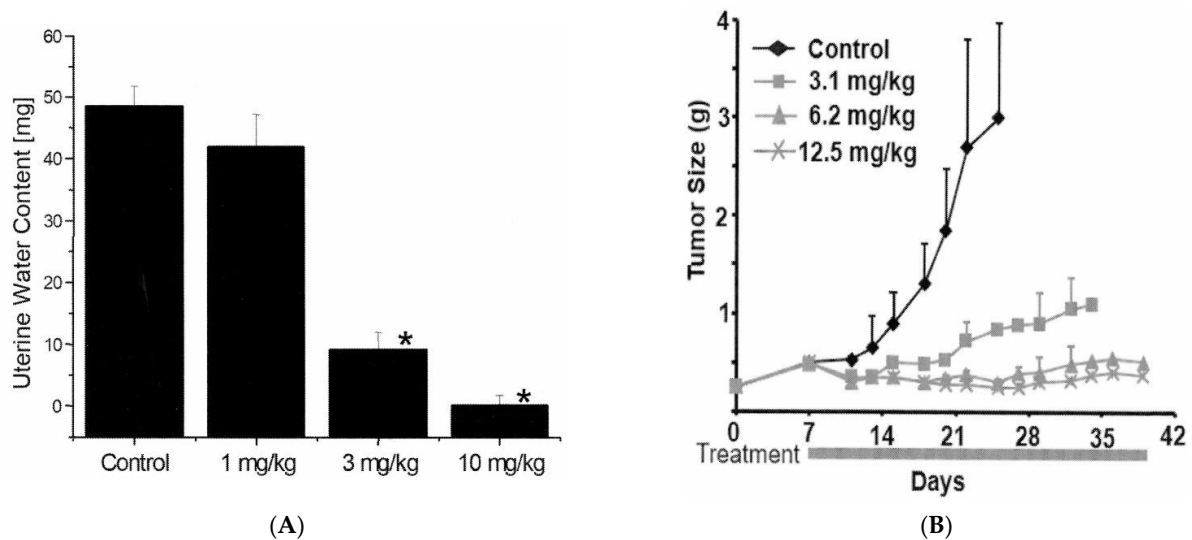 Uterine Water Content [mg]
60
50
40
30
20
10
0
*
*
Control
1 mg/kg
3 mg/kg
10 mg/kg
(A)
Tumor Size (g)
4
3
2
1
Control
3.1 mg/kg
6.2 mg/kg
12.5 mg/kg
0
7
14
21
28
35
42
Treatment
Days
(B)